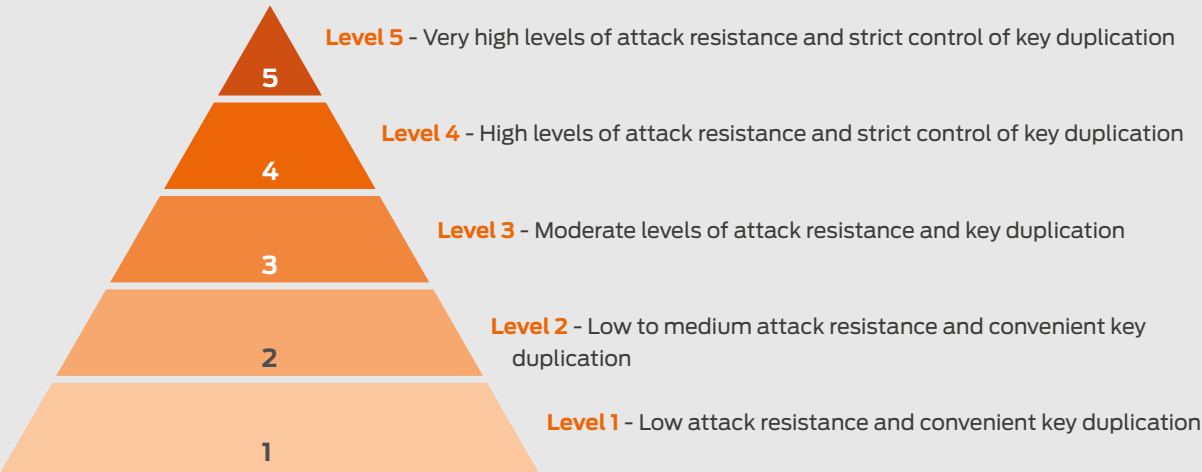 5
Level 5 - Very high levels of attack resistance and strict control of key duplication
4
Level 4 - High levels of attack resistance and strict control of key duplication
3
Level 3 - Moderate levels of attack resistance and key duplication
2
Level 2 - Low to medium attack resistance and convenient key
duplication
1
Level 1 - Low attack resistance and convenient key duplication